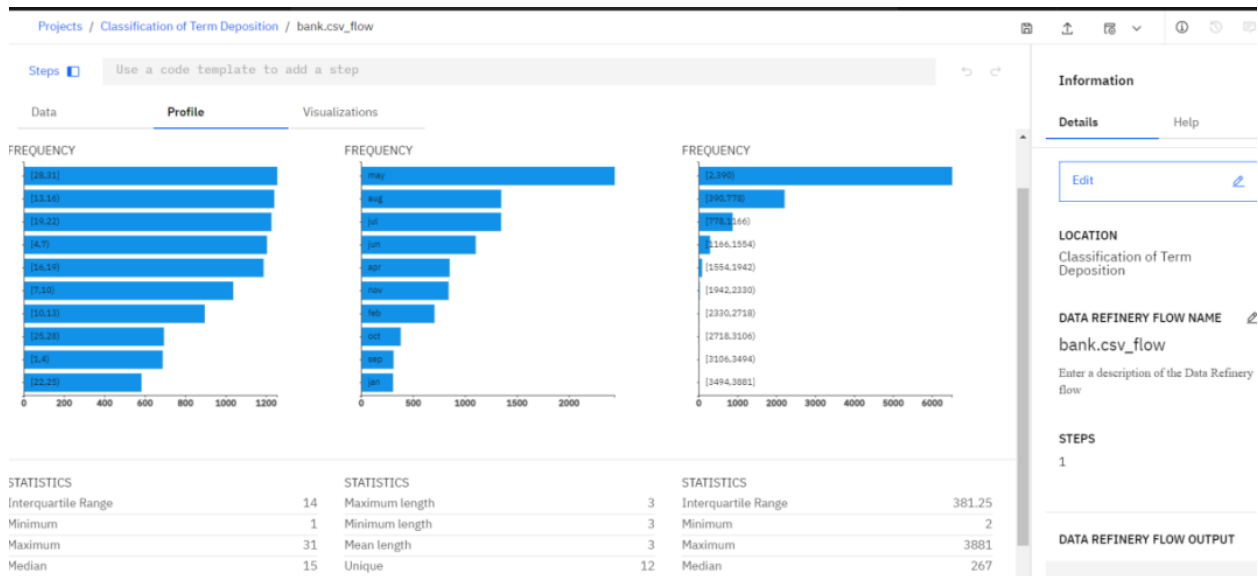 Projects / Classification of Term Deposition / bank.csv_flow
Steps
Use a code template to add a step
Data
Profile
Visualizations
FREQUENCY
[28,31]
[13,16)
[19,22)
[4,7)
[16,19)
[7,10)
[10,13)
[25,28)
[1,4)
[22,25)
0 200 400 600 800 1000 1200
FREQUENCY
may
aug
jul
jun
apr
nov
feb
oct
sep
jan
0 500 1000 1500 2000
FREQUENCY
[2,390)
[390,778)
[778,1166)
[1166,1554)
[1554,1942)
[1942,2330)
[2330,2718)
[2718,3106)
[3106,3494)
[3494,3881]
0 1000 2000 3000 4000 5000 6000
STATISTICS
Interquartile Range 14
Minimum 1
Maximum 31
Median 15
STATISTICS
Maximum length 3
Minimum length 3
Mean length 3
Unique 12
STATISTICS
Interquartile Range 381.25
Minimum 2
Maximum 3881
Median 267
Information
Details
Help
Edit
LOCATION
Classification of Term
Deposition
DATA REFINERY FLOW NAME
bank.csv_flow
Enter a description of the Data Refinery
flow
STEPS
1
DATA REFINERY FLOW OUTPUT